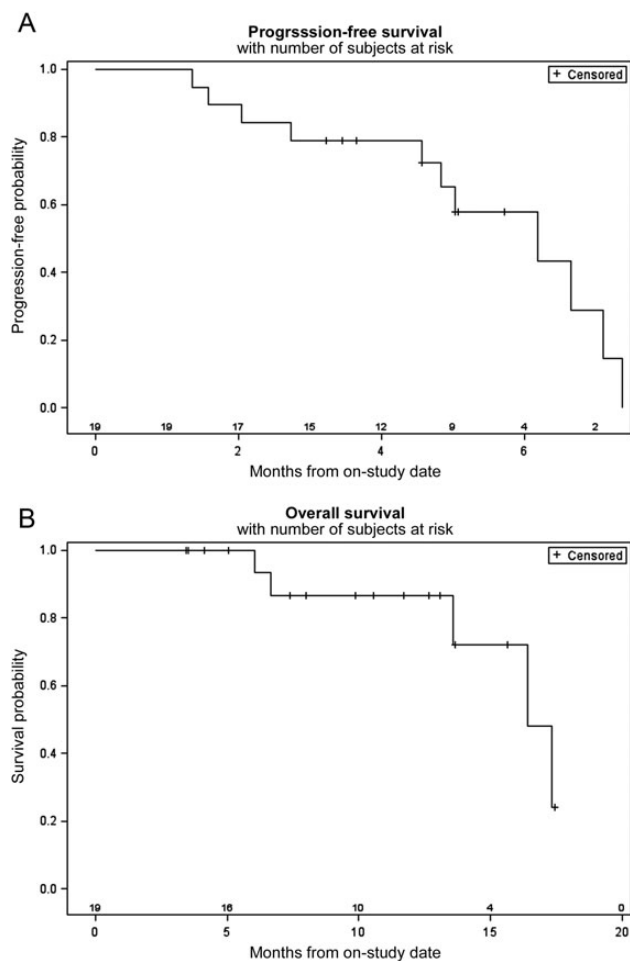 A
Progrssion-free survival
with number of subjects at risk
+ Censored
Progression-free probability
1.0
0.8
0.6
0.4
0.2
0.0
19 19 17 15 12 9 4 2
0 2 4 6
Months from on-study date
B
Overall survival
with number of subjects at risk
+ Censored
Survival probability
1.0
0.8
0.6
0.4
0.2
0.0
19 16 10 4 0
0 5 10 15 20
Months from on-study date